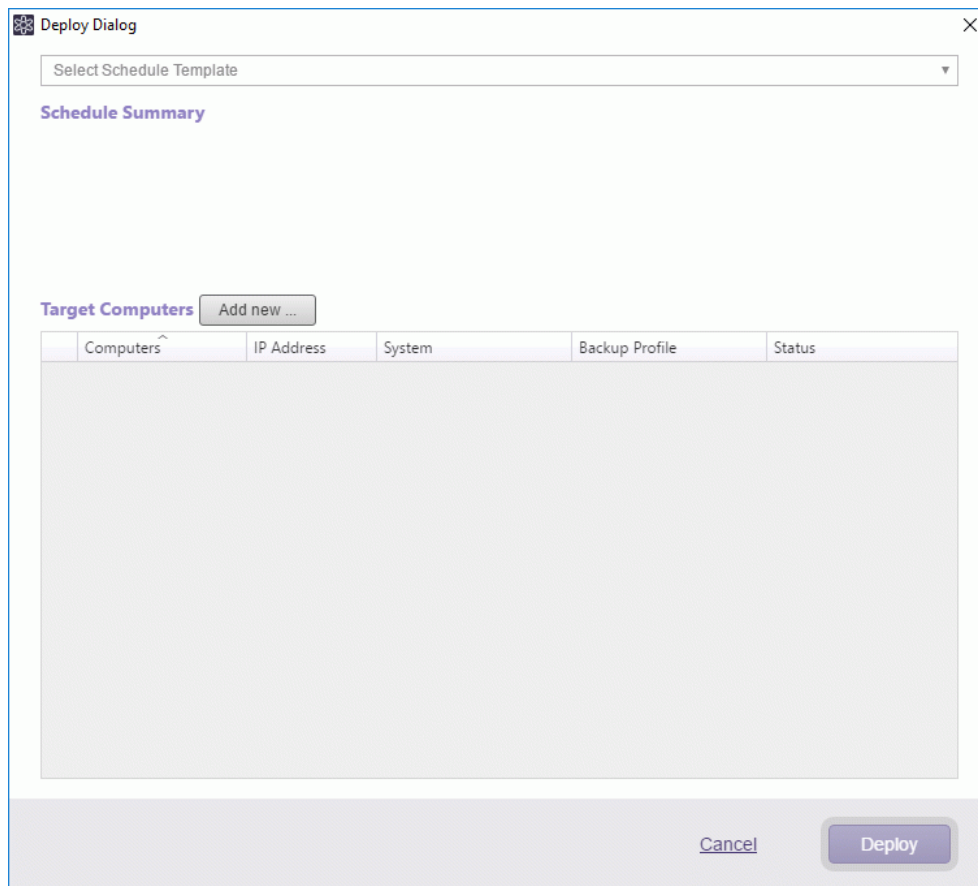 Deploy Dialog
Select Schedule Template
Schedule Summary
Target Computers Add new ...
Computers IP Address System Backup Profile Status
Cancel Deploy